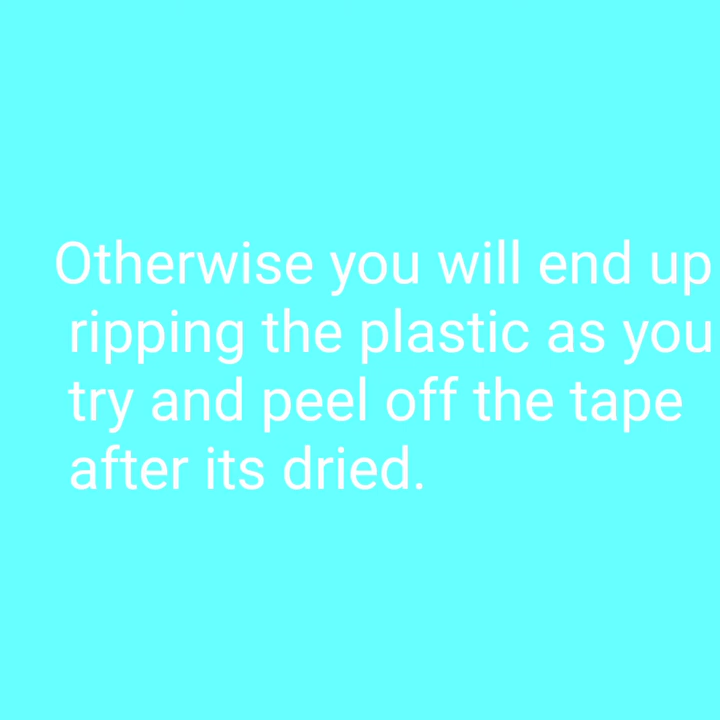 Otherwise you will end up
ripping the plastic as you
try and peel off the tape
after its dried.